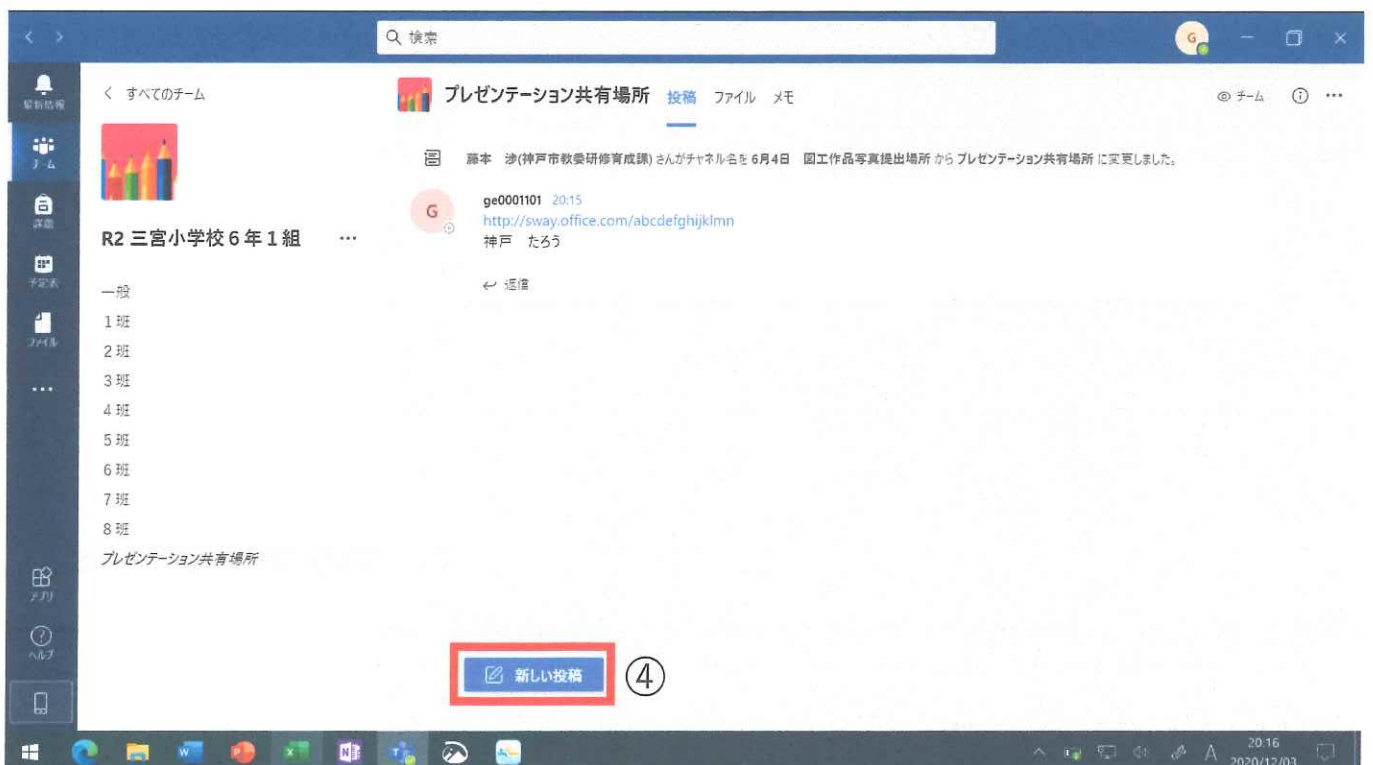 検索
G
最新情報
チーム
課題
予定表
ファイル
アプリ
ヘルプ
すべてのチーム
R2 三宮小学校6年1組 …
一般
1班
2班
3班
4班
5班
6班
7班
8班
プレゼンテーション共有場所
プレゼンテーション共有場所 投稿 ファイル メモ
チーム
藤本 渉(神戸市教委研修育成課)さんがチャネル名を 6月4日 図工作品写真提出場所 から プレゼンテーション共有場所 に変更しました。
G
ge0001101 20:15
http://sway.office.com/abcdefghijklmn
神戸 たろう
返信
新しい投稿
④
A
20:16
2020/12/03